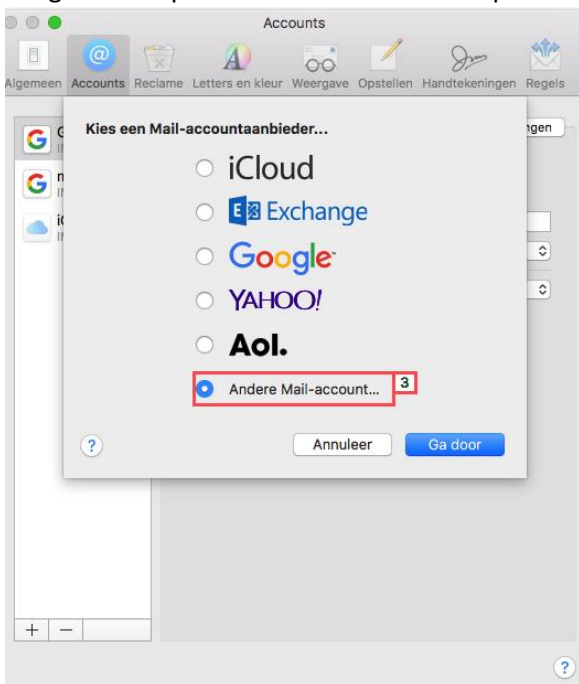 Accounts
Algemeen Accounts Reclame Letters en kleur Weergave Opstellen Handtekeningen Regels
Kies een Mail-accountaanbieder...
iCloud
Exchange
Google
YAHOO!
Aol.
Andere Mail-account... 3
? Annuleer Ga door
+ −
?